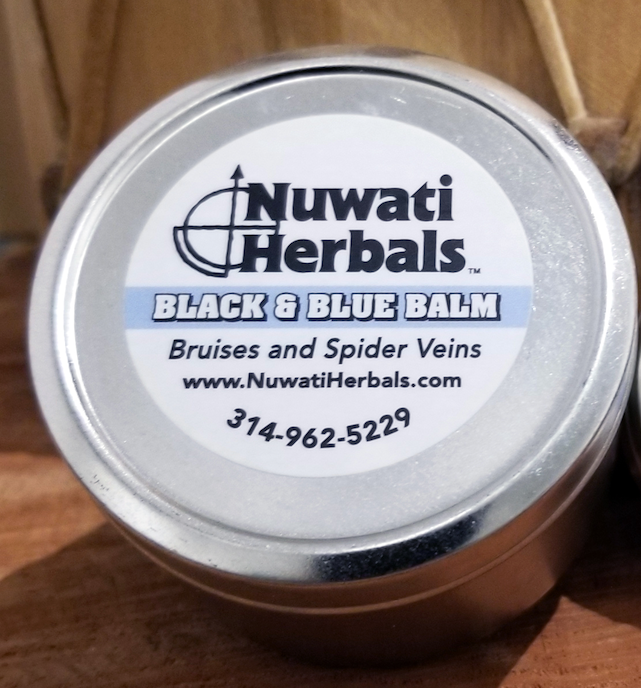 Nuwati
Herbals™
BLACK & BLUE BALM
Bruises and Spider Veins
www.NuwatiHerbals.com
314-962-5229